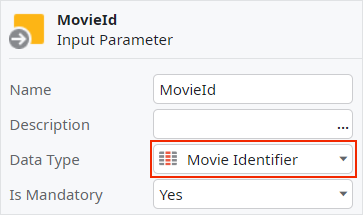 MovieId
Input Parameter
Name MovieId
Description ...
Data Type Movie Identifier
Is Mandatory Yes